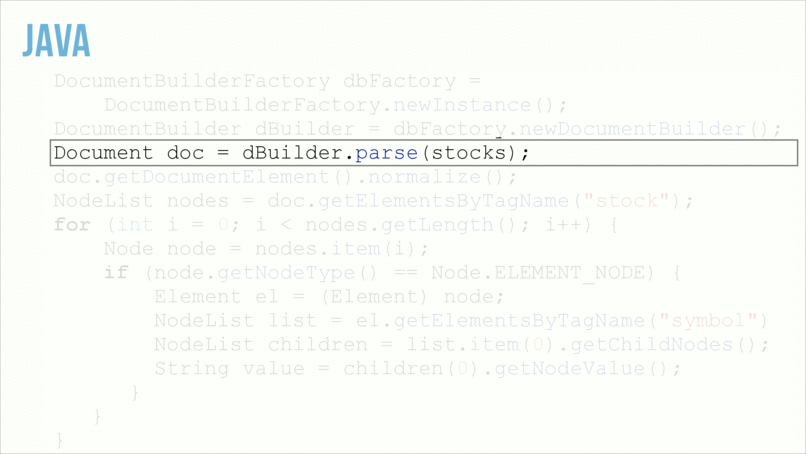 JAVA
DocumentBuilderFactory dbFactory =
DocumentBuilderFactory.newInstance();
DocumentBuilder dBuilder = dbFactory.newDocumentBuilder();
Document doc = dBuilder.parse(stocks);
doc.getDocumentElement().normalize();
NodeList nodes = doc.getElementsByTagName("stock");
for (int i = 0; i < nodes.getLength(); i++) {
Node node = nodes.item(i);
if (node.getNodeType() == Node.ELEMENT_NODE) {
Element el = (Element) node;
NodeList list = el.getElementsByTagName("symbol")
NodeList children = list.item(0).getChildNodes();
String value = children(0).getNodeValue();
}
}
}